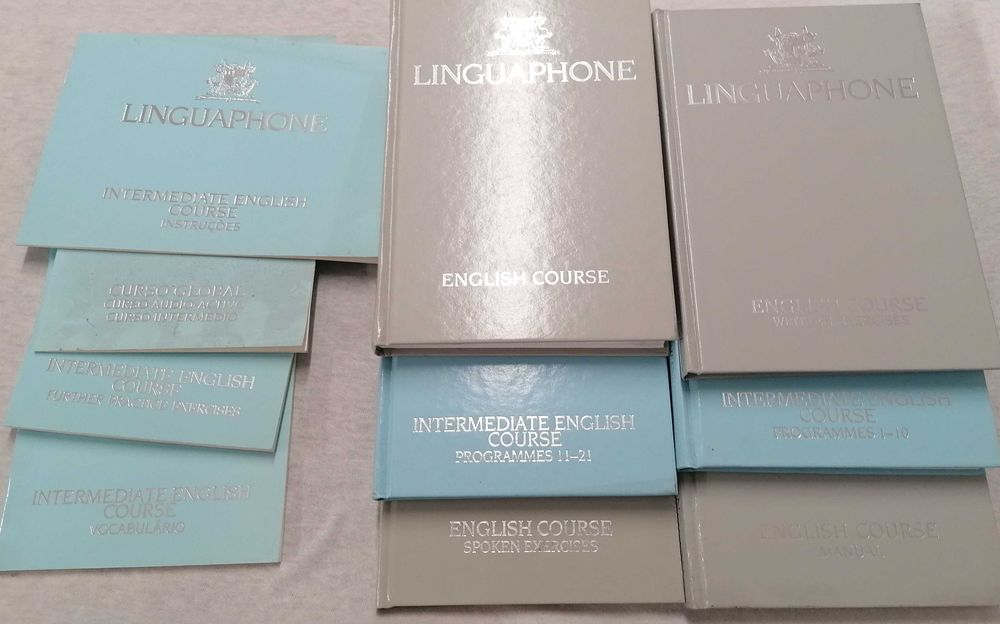 LINGUAPHONE
INTERMEDIATE ENGLISH
COURSE
INSTRUÇÕES
CURSO GLOBAL
CURSO AUDIO ACTIVO
CURSO INTERMEDIO
INTERMEDIATE ENGLISH
COURSE
FURTHER PRACTICE EXERCISES
INTERMEDIATE ENGLISH
COURSE
VOCABULÁRIO
LINGUAPHONE
ENGLISH COURSE
INTERMEDIATE ENGLISH
COURSE
PROGRAMMES 11-21
ENGLISH COURSE
SPOKEN EXERCISES
LINGUAPHONE
ENGLISH COURSE
WRITTEN EXERCISES
INTERMEDIATE ENGLISH
COURSE
PROGRAMMES 1-10
ENGLISH COURSE
MANUAL